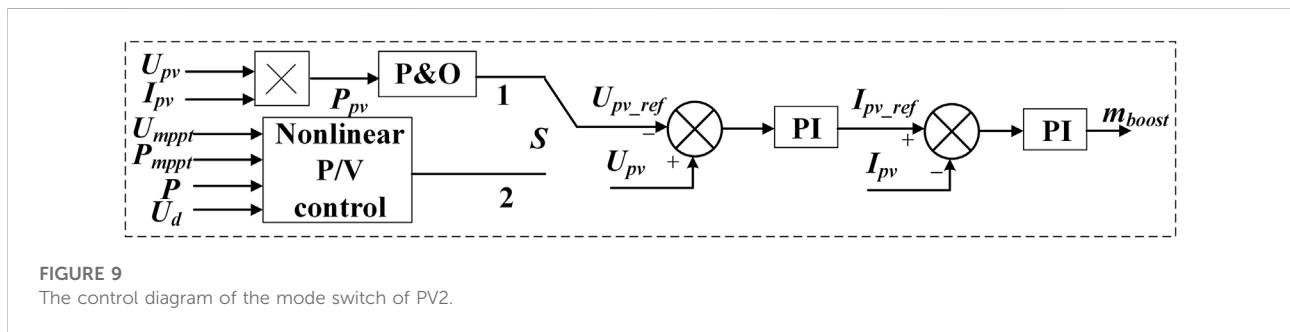 U_pv
I_pv
×
P_pv
P&O
1
U_mppt
P_mppt
P
U_d
Nonlinear
P/V
control
2
S
U_pv_ref
−
+
U_pv
PI
I_pv_ref
+
−
I_pv
PI
m_boost
FIGURE 9
The control diagram of the mode switch of PV2.